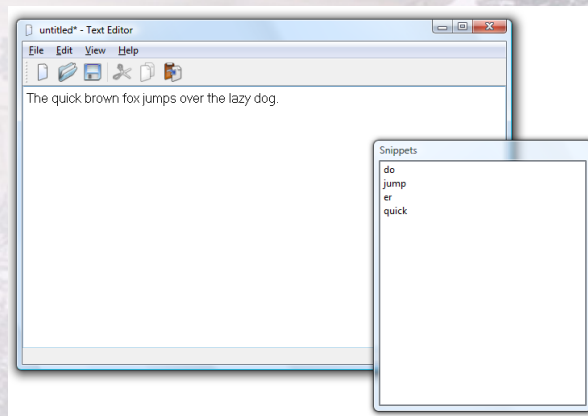 untitled* - Text Editor
File Edit View Help
The quick brown fox jumps over the lazy dog.
Snippets
do
jump
er
quick